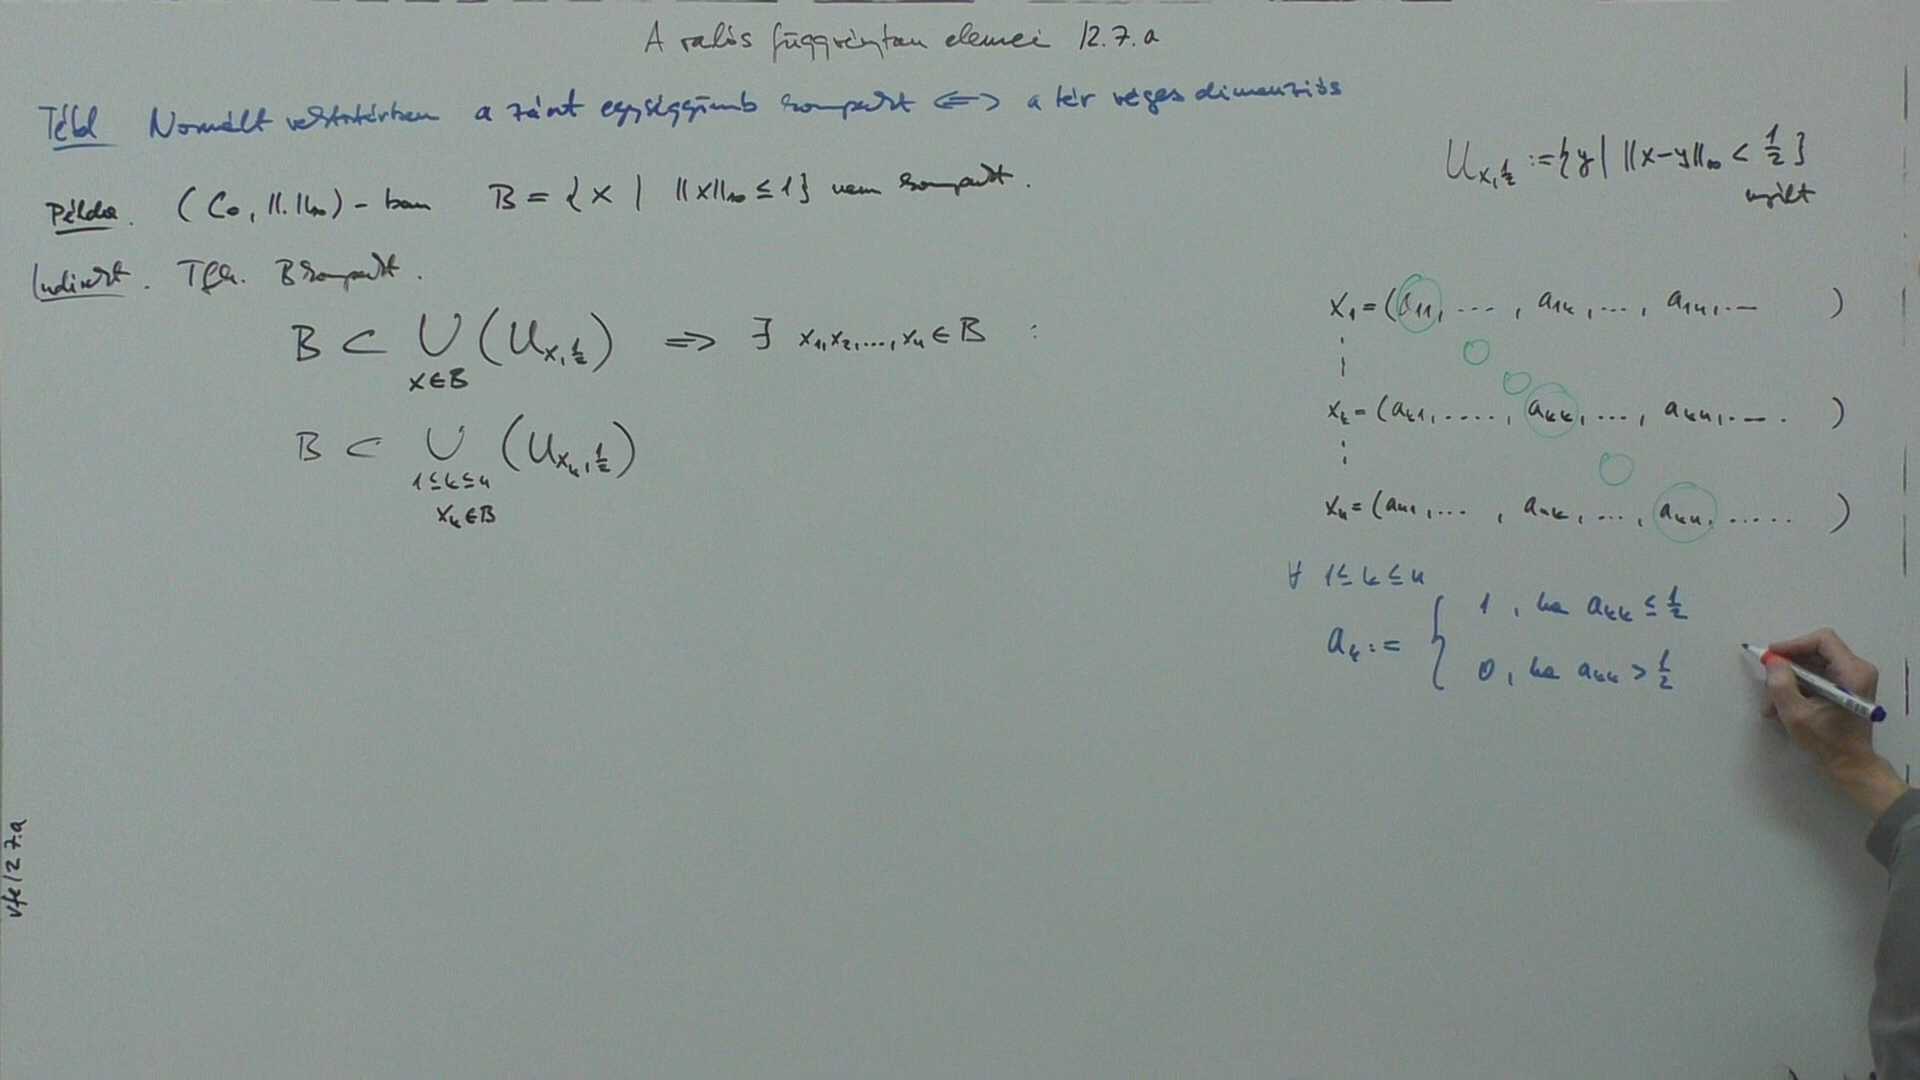 A valós függvénytan elemei 12.7.a
Tétel Normált vektortérben a zárt egységgömb kompakt ⟺ a tér véges dimenziós
Példa. (C₀, ‖.‖∞) - ban B = {x | ‖x‖∞ ≤ 1} nem kompakt.
Indirekt. Tfh. B kompakt.
B ⊂ ∪ (U_{x,½}) ⟹ ∃ x₁,x₂,...,xₙ ∈ B :
x∈B
B ⊂ ∪ (U_{xₖ,½})
1≤k≤n
xₖ∈B
U_{x,½} := {y | ‖x-y‖∞ < ½}
nyílt
x₁ = (a₁₁, ... , a₁ₖ, ..., a₁ₙ, ... )
xₖ = (aₖ₁, .... , aₖₖ, ..., aₖₙ, .... )
xₙ = (aₙ₁, ... , aₙₖ, ..., aₙₙ, ..... )
∀ 1≤k≤n
aₖ := { 1, ha aₖₖ ≤ ½
0, ha aₖₖ > ½
vfe 12 7.a